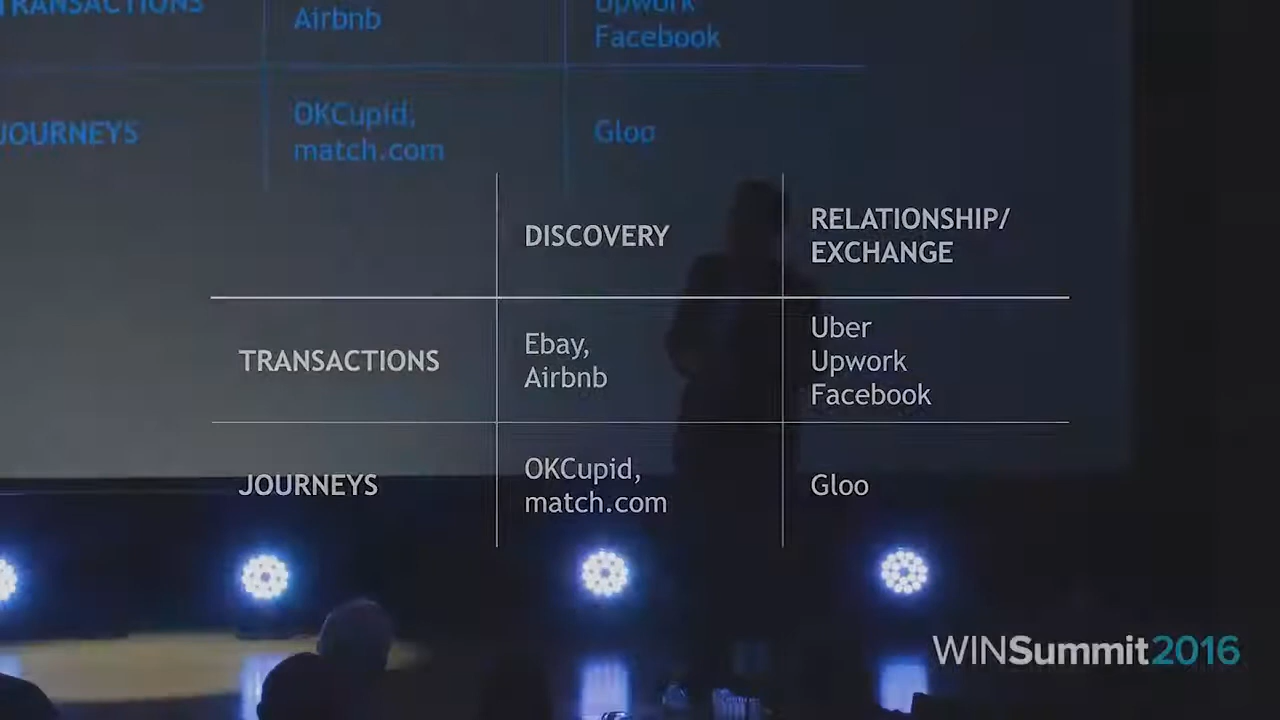 TRANSACTIONS
Airbnb
Upwork
Facebook
JOURNEYS
OKCupid,
match.com
Gloo
DISCOVERY
RELATIONSHIP/
EXCHANGE
TRANSACTIONS
Ebay,
Airbnb
Uber
Upwork
Facebook
JOURNEYS
OKCupid,
match.com
Gloo
WINSummit2016